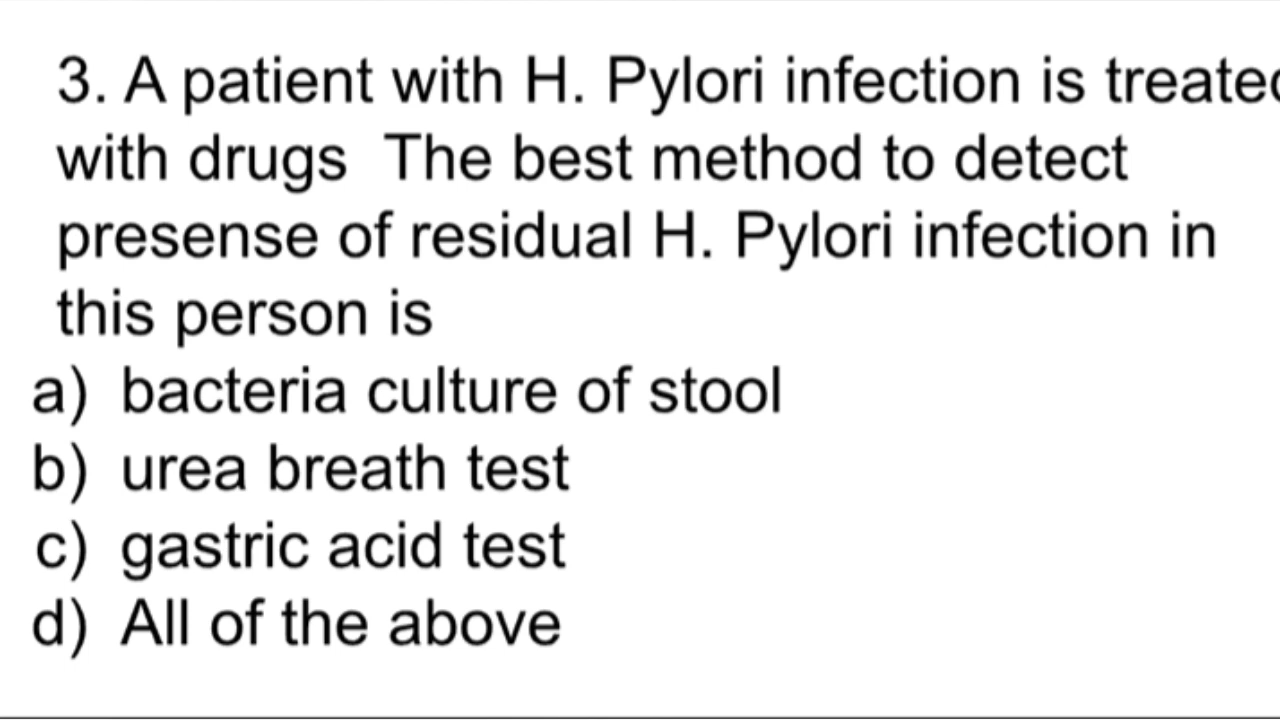 3. A patient with H. Pylori infection is treated
with drugs  The best method to detect
presense of residual H. Pylori infection in
this person is
a) bacteria culture of stool
b) urea breath test
c) gastric acid test
d) All of the above